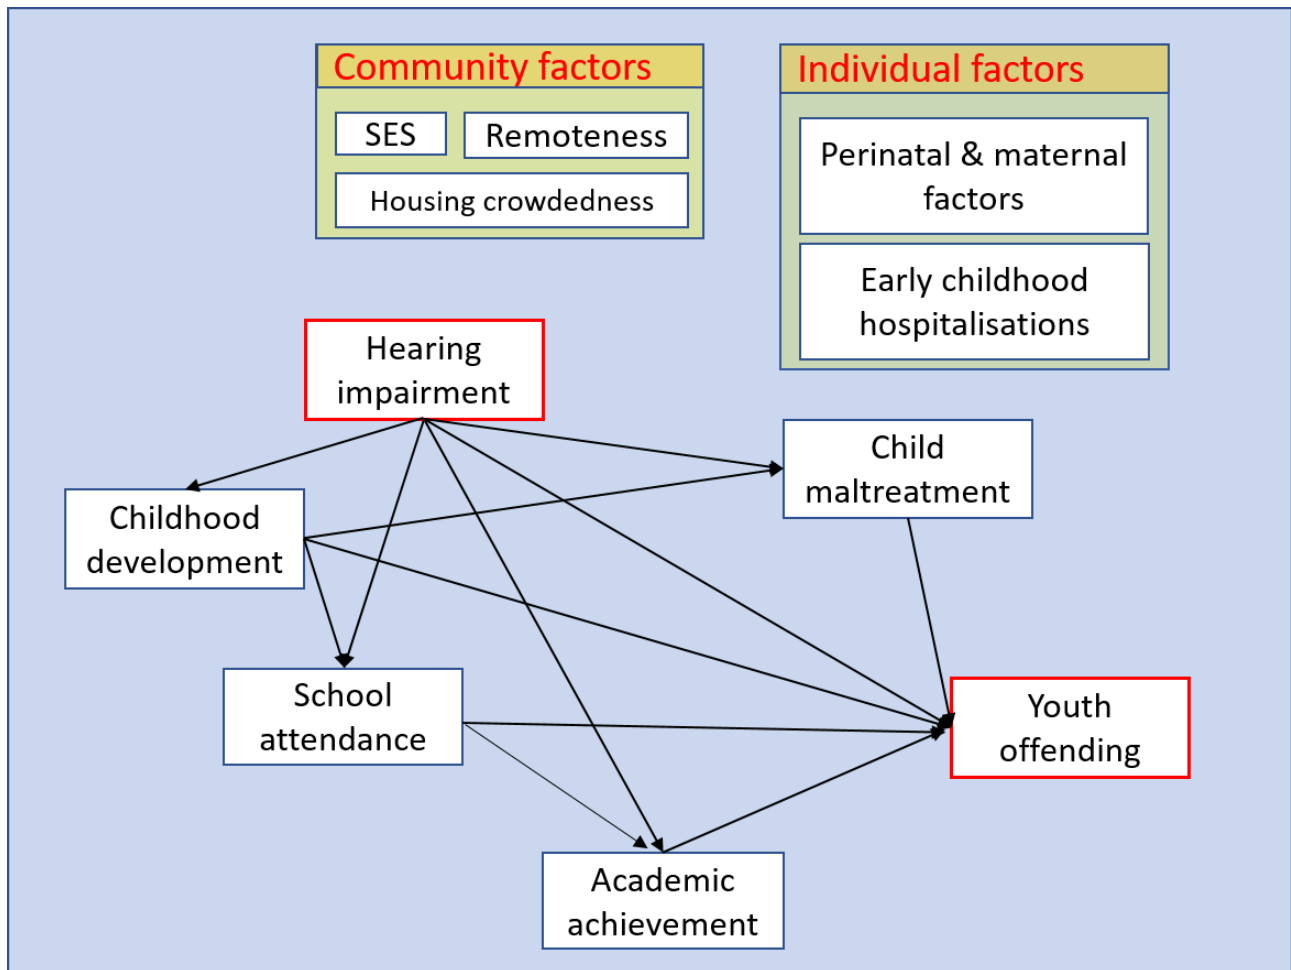 Community factors
SES
Remoteness
Housing crowdedness
Individual factors
Perinatal & maternal
factors
Early childhood
hospitalisations
Hearing
impairment
Child
maltreatment
Childhood
development
School
attendance
Youth
offending
Academic
achievement